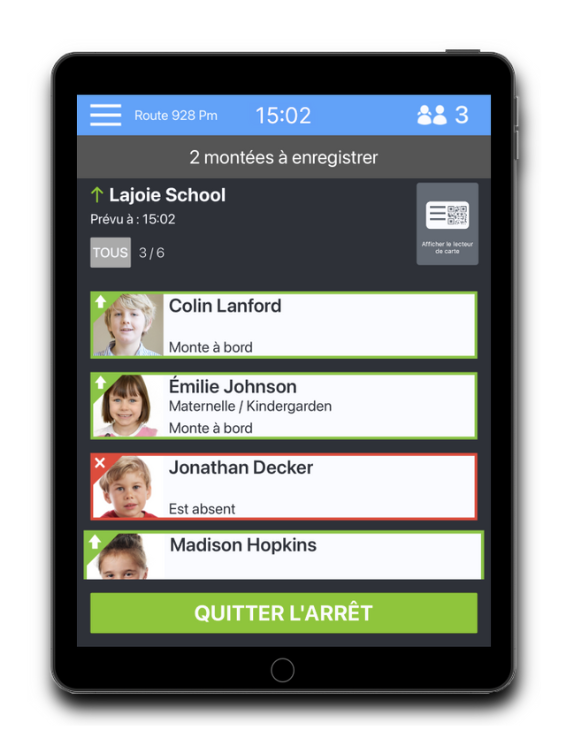 Route 928 Pm
15:02
3
2 montées à enregistrer
↑ Lajoie School
Prévu à : 15:02
Afficher le lecteur
de carte
TOUS 3 / 6
Colin Lanford
Monte à bord
Émilie Johnson
Maternelle / Kindergarden
Monte à bord
Jonathan Decker
Est absent
Madison Hopkins
QUITTER L'ARRÊT